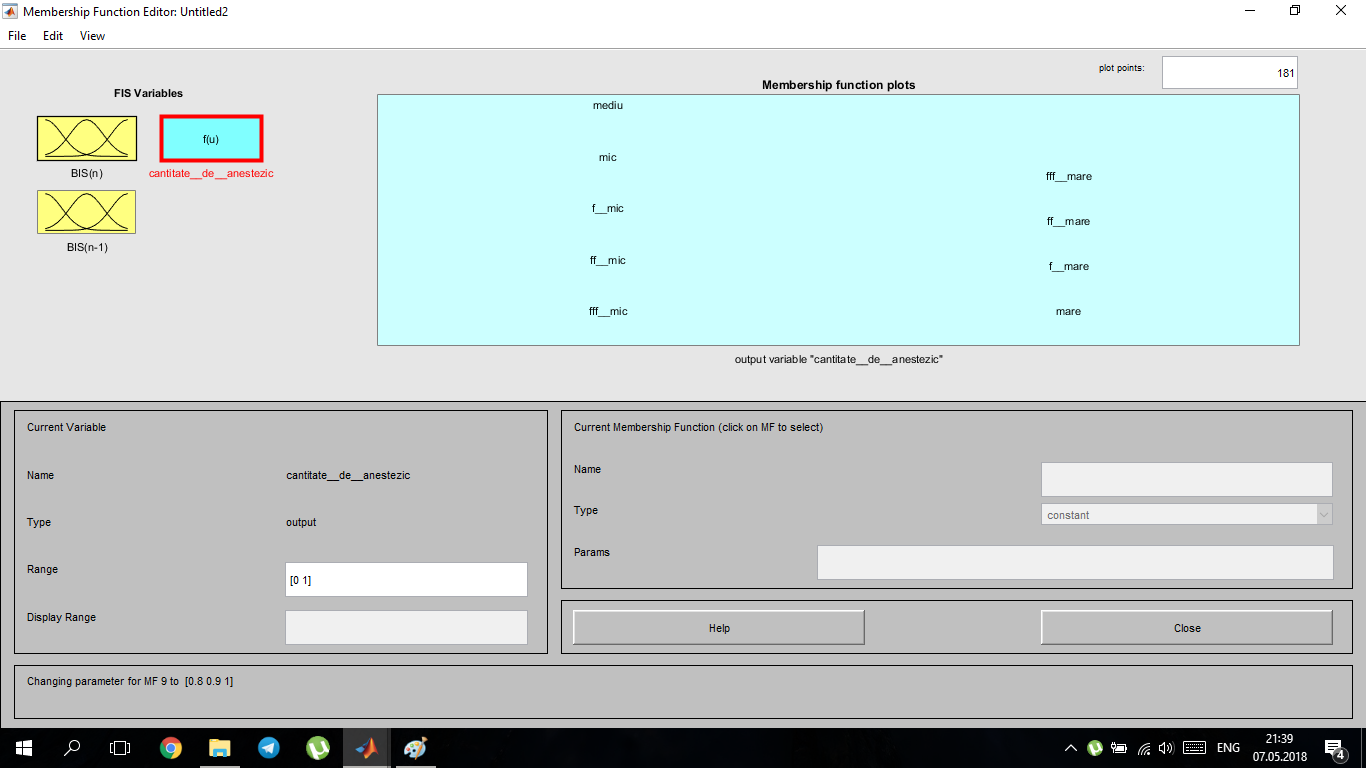 Membership Function Editor: Untitled2
File Edit View
plot points: 181
FIS Variables
Membership function plots
f(u)
BIS(n)
cantitate__de__anestezic
BIS(n-1)
mediu
mic
f__mic
ff__mic
fff__mic
fff__mare
ff__mare
f__mare
mare
output variable "cantitate__de__anestezic"
Current Variable
Name cantitate__de__anestezic
Type output
Range [0 1]
Display Range
Current Membership Function (click on MF to select)
Name
Type constant
Params
Help Close
Changing parameter for MF 9 to [0.8 0.9 1]
ENG 21:39
07.05.2018
4